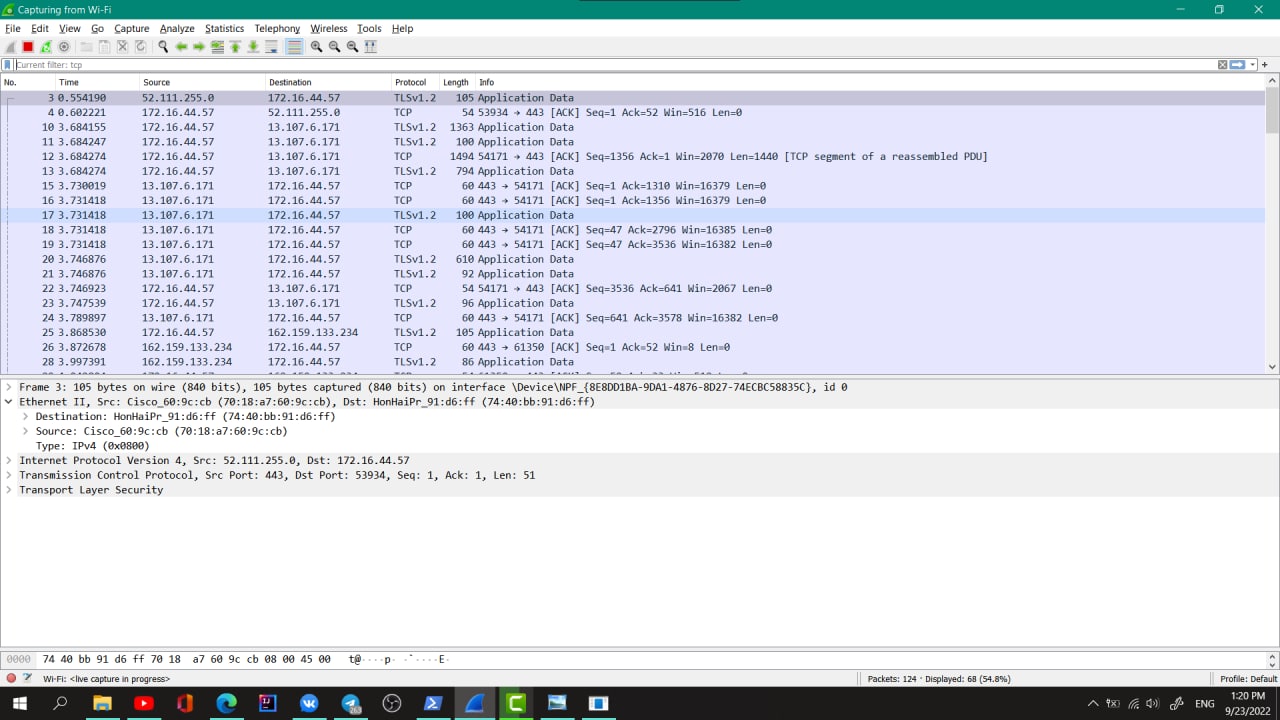 Capturing from Wi-Fi
File Edit View Go Capture Analyze Statistics Telephony Wireless Tools Help
Current filter: tcp
No. Time Source Destination Protocol Length Info
3 0.554190 52.111.255.0 172.16.44.57 TLSv1.2 105 Application Data
4 0.602221 172.16.44.57 52.111.255.0 TCP 54 53934 → 443 [ACK] Seq=1 Ack=52 Win=516 Len=0
10 3.684155 172.16.44.57 13.107.6.171 TLSv1.2 1363 Application Data
11 3.684247 172.16.44.57 13.107.6.171 TLSv1.2 100 Application Data
12 3.684274 172.16.44.57 13.107.6.171 TCP 1494 54171 → 443 [ACK] Seq=1356 Ack=1 Win=2070 Len=1440 [TCP segment of a reassembled PDU]
13 3.684274 172.16.44.57 13.107.6.171 TLSv1.2 794 Application Data
15 3.730019 13.107.6.171 172.16.44.57 TCP 60 443 → 54171 [ACK] Seq=1 Ack=1310 Win=16379 Len=0
16 3.731418 13.107.6.171 172.16.44.57 TCP 60 443 → 54171 [ACK] Seq=1 Ack=1356 Win=16379 Len=0
17 3.731418 13.107.6.171 172.16.44.57 TLSv1.2 100 Application Data
18 3.731418 13.107.6.171 172.16.44.57 TCP 60 443 → 54171 [ACK] Seq=47 Ack=2796 Win=16385 Len=0
19 3.731418 13.107.6.171 172.16.44.57 TCP 60 443 → 54171 [ACK] Seq=47 Ack=3536 Win=16382 Len=0
20 3.746876 13.107.6.171 172.16.44.57 TLSv1.2 610 Application Data
21 3.746876 13.107.6.171 172.16.44.57 TLSv1.2 92 Application Data
22 3.746923 172.16.44.57 13.107.6.171 TCP 54 54171 → 443 [ACK] Seq=3536 Ack=641 Win=2067 Len=0
23 3.747539 172.16.44.57 13.107.6.171 TLSv1.2 96 Application Data
24 3.789897 13.107.6.171 172.16.44.57 TCP 60 443 → 54171 [ACK] Seq=641 Ack=3578 Win=16382 Len=0
25 3.868530 172.16.44.57 162.159.133.234 TLSv1.2 105 Application Data
26 3.872678 162.159.133.234 172.16.44.57 TCP 60 443 → 61350 [ACK] Seq=1 Ack=52 Win=8 Len=0
28 3.997391 162.159.133.234 172.16.44.57 TLSv1.2 86 Application Data
Frame 3: 105 bytes on wire (840 bits), 105 bytes captured (840 bits) on interface \Device\NPF_{8E8DD1BA-9DA1-4876-8D27-74ECBC58835C}, id 0
Ethernet II, Src: Cisco_60:9c:cb (70:18:a7:60:9c:cb), Dst: HonHaiPr_91:d6:ff (74:40:bb:91:d6:ff)
Destination: HonHaiPr_91:d6:ff (74:40:bb:91:d6:ff)
Source: Cisco_60:9c:cb (70:18:a7:60:9c:cb)
Type: IPv4 (0x0800)
Internet Protocol Version 4, Src: 52.111.255.0, Dst: 172.16.44.57
Transmission Control Protocol, Src Port: 443, Dst Port: 53934, Seq: 1, Ack: 1, Len: 51
Transport Layer Security
0000 74 40 bb 91 d6 ff 70 18 a7 60 9c cb 08 00 45 00 t@····p· ·`····E·
Wi-Fi: <live capture in progress>
Packets: 124 · Displayed: 68 (54.8%)
Profile: Default
ENG
1:20 PM
9/23/2022